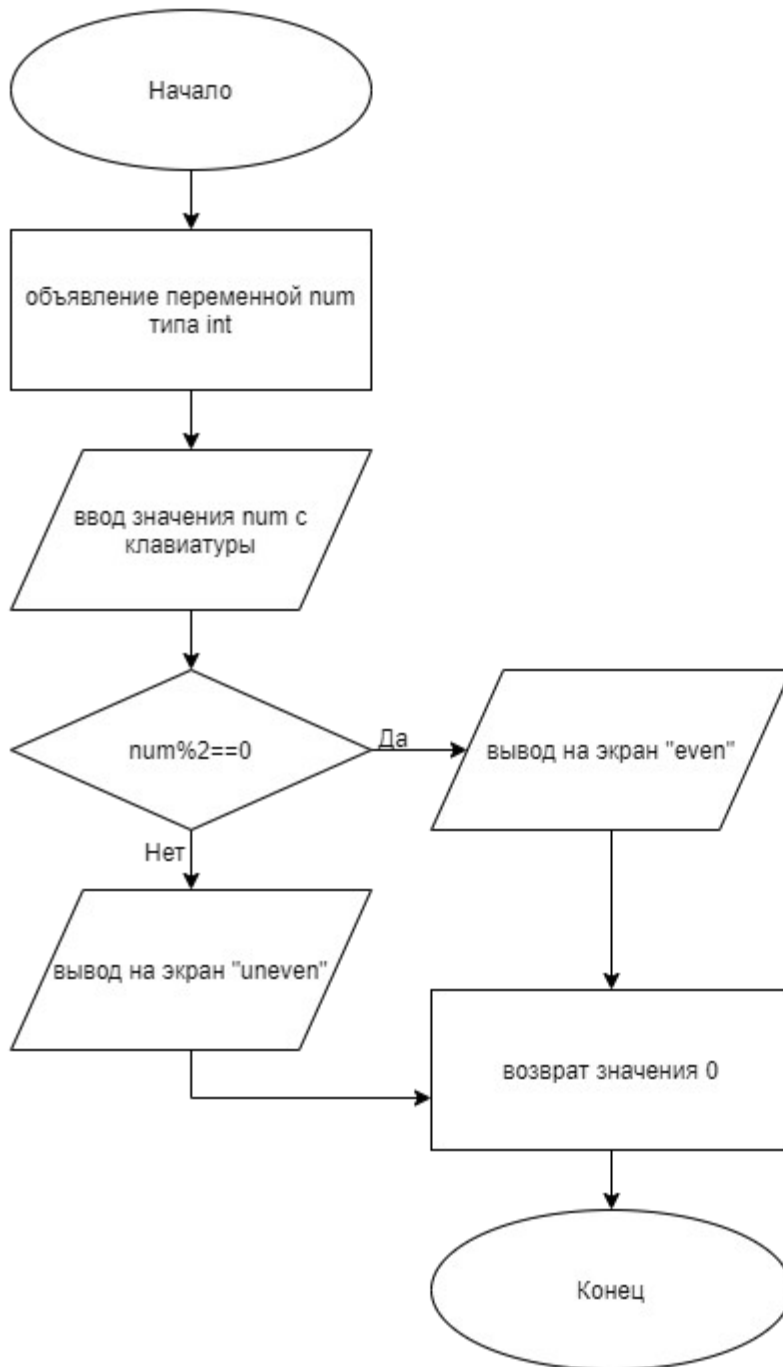 Начало
объявление переменной num
типа int
ввод значения num с
клавиатуры
num%2==0
Да
вывод на экран "even"
Нет
вывод на экран "uneven"
возврат значения 0
Конец